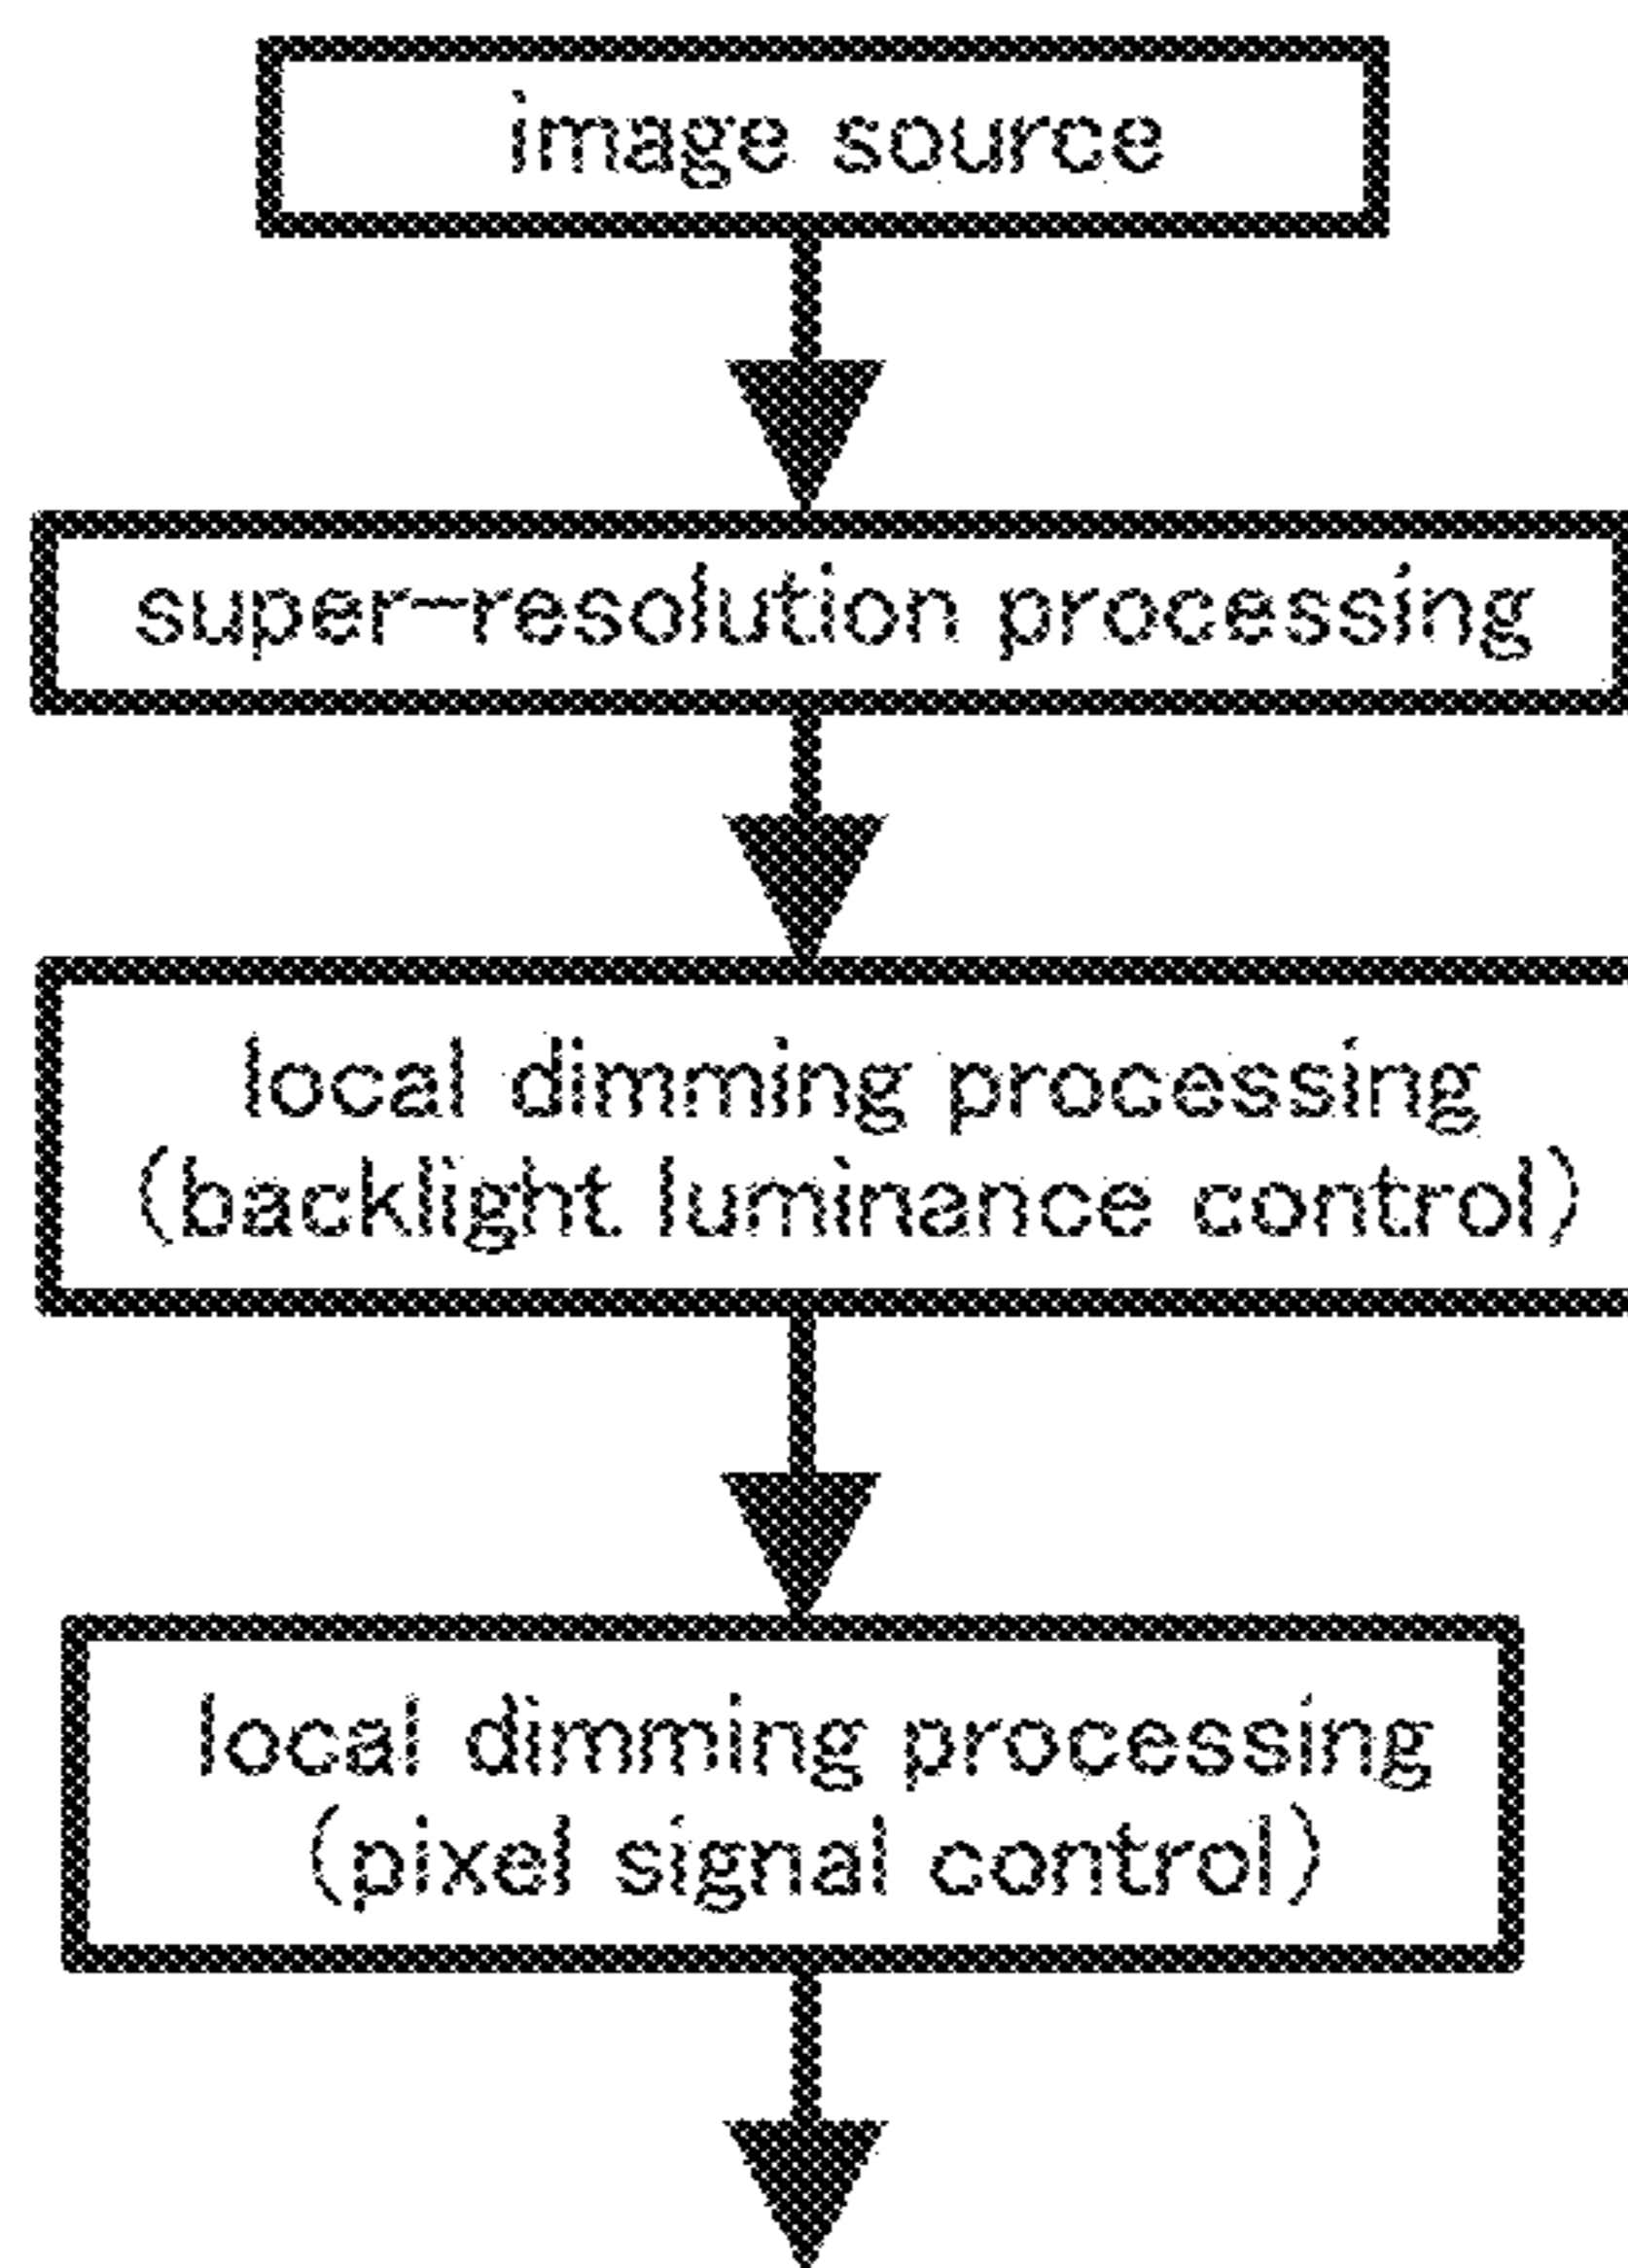 image source
super-resolution processing
local dimming processing
(backlight luminance control)
local dimming processing
(pixel signal control)